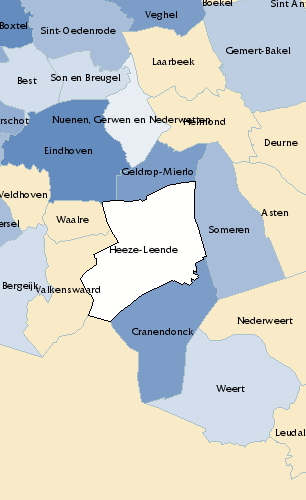 Boekel
Sint An
Veghel
Boxtel
Sint-Oedenrode
Gemert-Bakel
Laarbeek
Best
Son en Breugel
rschot
Nuenen, Gerwen en Nederwetten
Helmond
Deurne
Eindhoven
Geldrop-Mierlo
Veldhoven
Asten
Waalre
ersel
Someren
Heeze-Leende
Bergeijk
Valkenswaard
Nederweert
Cranendonck
Weert
Leudal